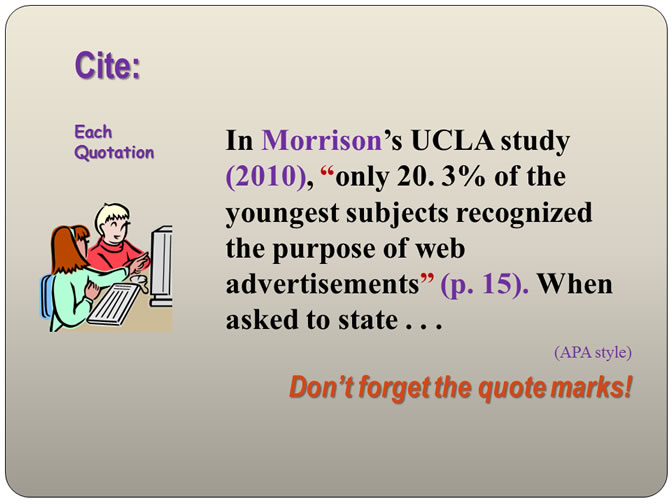 Cite:
Each
Quotation
In Morrison’s UCLA study
(2010), “only 20. 3% of the
youngest subjects recognized
the purpose of web
advertisements” (p. 15). When
asked to state . . .
(APA style)
Don’t forget the quote marks!